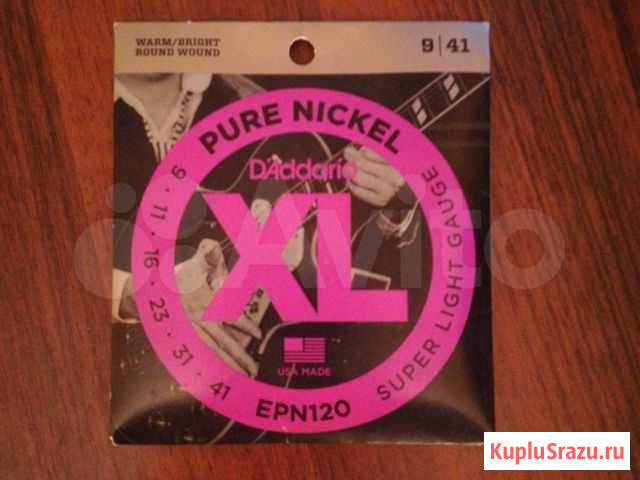 WARM/BRIGHT
ROUND WOUND
9|41
PURE NICKEL
D'Addario
XL
9 · 11 · 16 · 23 · 31 · 41
SUPER LIGHT GAUGE
USA MADE
EPN120
Avito
KupluSrazu.ru